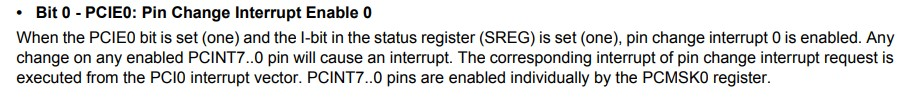 • Bit 0 - PCIE0: Pin Change Interrupt Enable 0
When the PCIE0 bit is set (one) and the I-bit in the status register (SREG) is set (one), pin change interrupt 0 is enabled. Any
change on any enabled PCINT7..0 pin will cause an interrupt. The corresponding interrupt of pin change interrupt request is
executed from the PCI0 interrupt vector. PCINT7..0 pins are enabled individually by the PCMSK0 register.